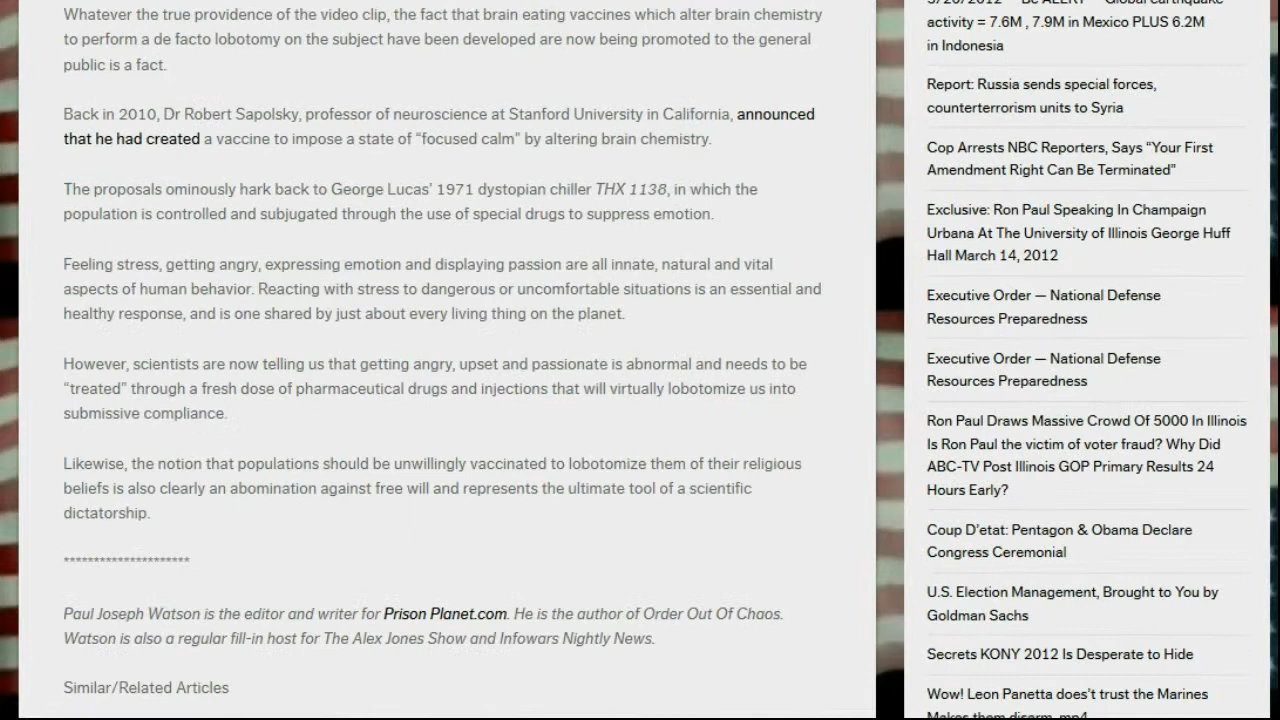 Whatever the true providence of the video clip, the fact that brain eating vaccines which alter brain chemistry
to perform a de facto lobotomy on the subject have been developed are now being promoted to the general
public is a fact.
Back in 2010, Dr Robert Sapolsky, professor of neuroscience at Stanford University in California, announced
that he had created a vaccine to impose a state of “focused calm” by altering brain chemistry.
The proposals ominously hark back to George Lucas’ 1971 dystopian chiller THX 1138, in which the
population is controlled and subjugated through the use of special drugs to suppress emotion.
Feeling stress, getting angry, expressing emotion and displaying passion are all innate, natural and vital
aspects of human behavior. Reacting with stress to dangerous or uncomfortable situations is an essential and
healthy response, and is one shared by just about every living thing on the planet.
However, scientists are now telling us that getting angry, upset and passionate is abnormal and needs to be
“treated” through a fresh dose of pharmaceutical drugs and injections that will virtually lobotomize us into
submissive compliance.
Likewise, the notion that populations should be unwillingly vaccinated to lobotomize them of their religious
beliefs is also clearly an abomination against free will and represents the ultimate tool of a scientific
dictatorship.
*********************
Paul Joseph Watson is the editor and writer for Prison Planet.com. He is the author of Order Out Of Chaos.
Watson is also a regular fill-in host for The Alex Jones Show and Infowars Nightly News.
Similar/Related Articles
3/20/2012 — Be ALERT — Global earthquake
activity = 7.6M , 7.9M in Mexico PLUS 6.2M
in Indonesia
Report: Russia sends special forces,
counterterrorism units to Syria
Cop Arrests NBC Reporters, Says “Your First
Amendment Right Can Be Terminated”
Exclusive: Ron Paul Speaking In Champaign
Urbana At The University of Illinois George Huff
Hall March 14, 2012
Executive Order — National Defense
Resources Preparedness
Executive Order — National Defense
Resources Preparedness
Ron Paul Draws Massive Crowd Of 5000 In Illinois
Is Ron Paul the victim of voter fraud? Why Did
ABC-TV Post Illinois GOP Primary Results 24
Hours Early?
Coup D’etat: Pentagon & Obama Declare
Congress Ceremonial
U.S. Election Management, Brought to You by
Goldman Sachs
Secrets KONY 2012 Is Desperate to Hide
Wow! Leon Panetta does’t trust the Marines
Makes them disarm .mp4